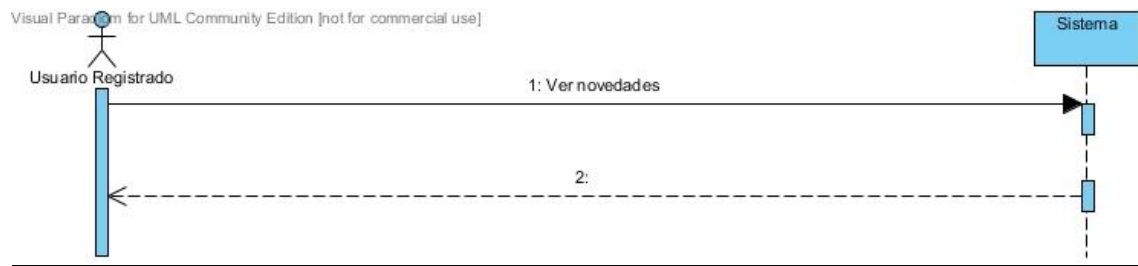 Visual Paradigm for UML Community Edition [not for commercial use]
Sistema
Usuario Registrado
1: Ver novedades
2: